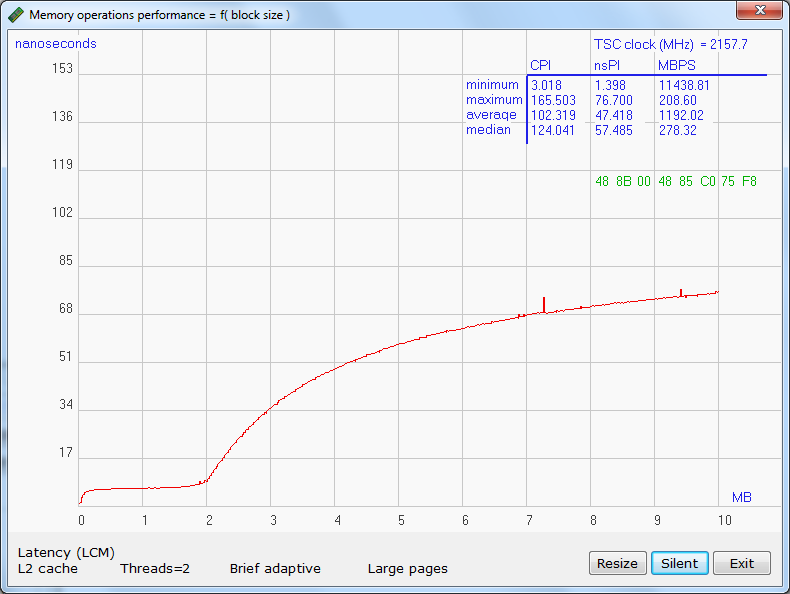 Memory operations performance = f( block size )
nanoseconds
TSC clock (MHz) = 2157.7
CPI nsPI MBPS
minimum 3.018 1.398 11438.81
maximum 165.503 76.700 208.60
average 102.319 47.418 1192.02
median 124.041 57.485 278.32
48 8B 00 48 85 C0 75 F8
153
136
119
102
85
68
51
34
17
MB
0 1 2 3 4 5 6 7 8 9 10
Latency (LCM)
L2 cache Threads=2 Brief adaptive Large pages
Resize Silent Exit